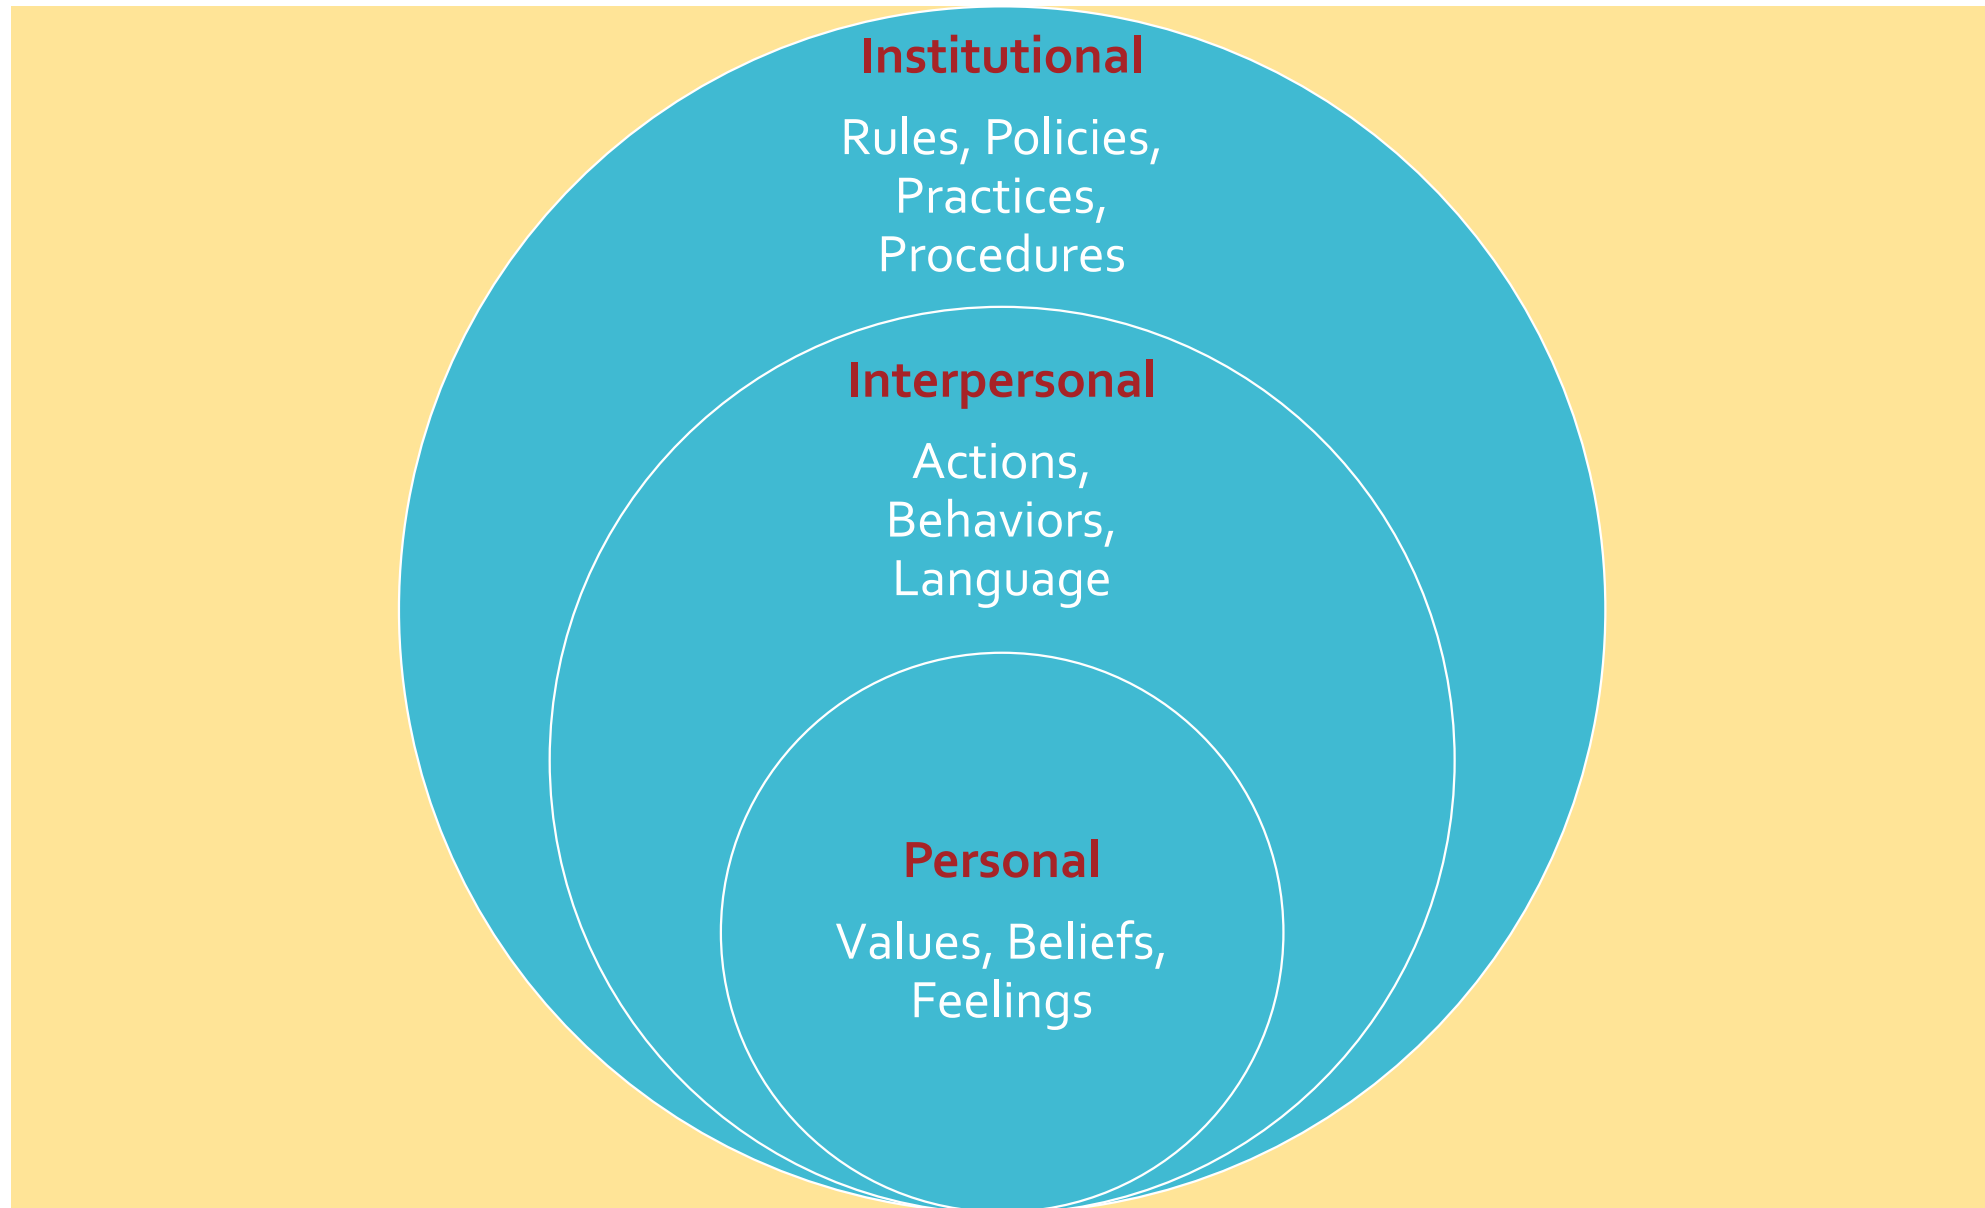 Institutional
Rules, Policies,
Practices,
Procedures
Interpersonal
Actions,
Behaviors,
Language
Personal
Values, Beliefs,
Feelings